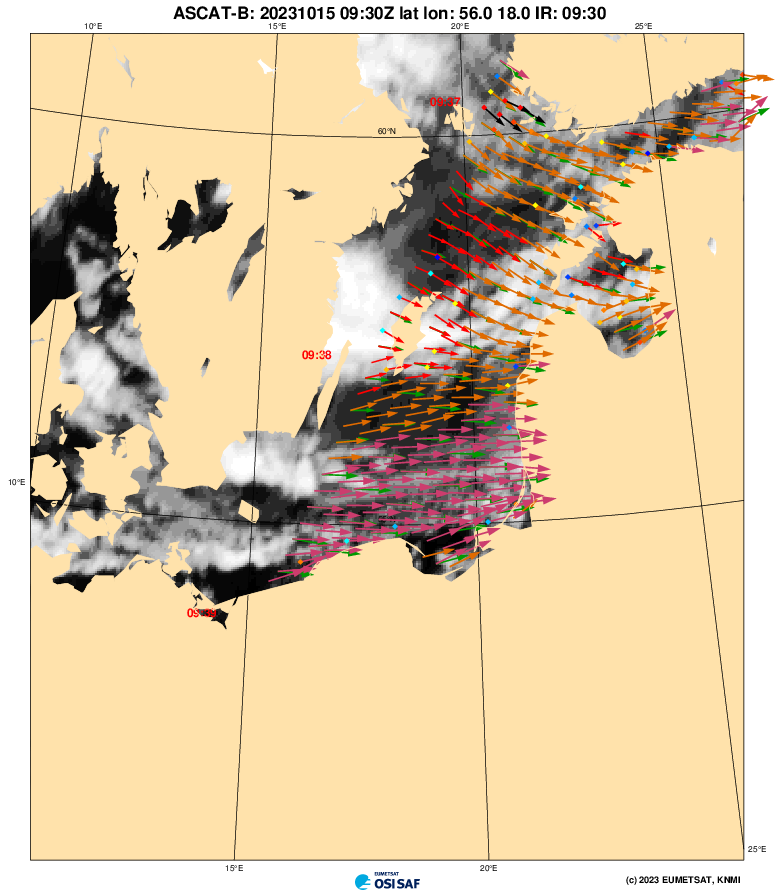 ASCAT-B: 20231015 09:30Z lat lon: 56.0 18.0 IR: 09:30
10°E
15°E
20°E
25°E
09:37
60°N
09:38
10°E
25°E
15°E
20°E
EUMETSAT
OSI SAF
(c) 2023 EUMETSAT, KNMI